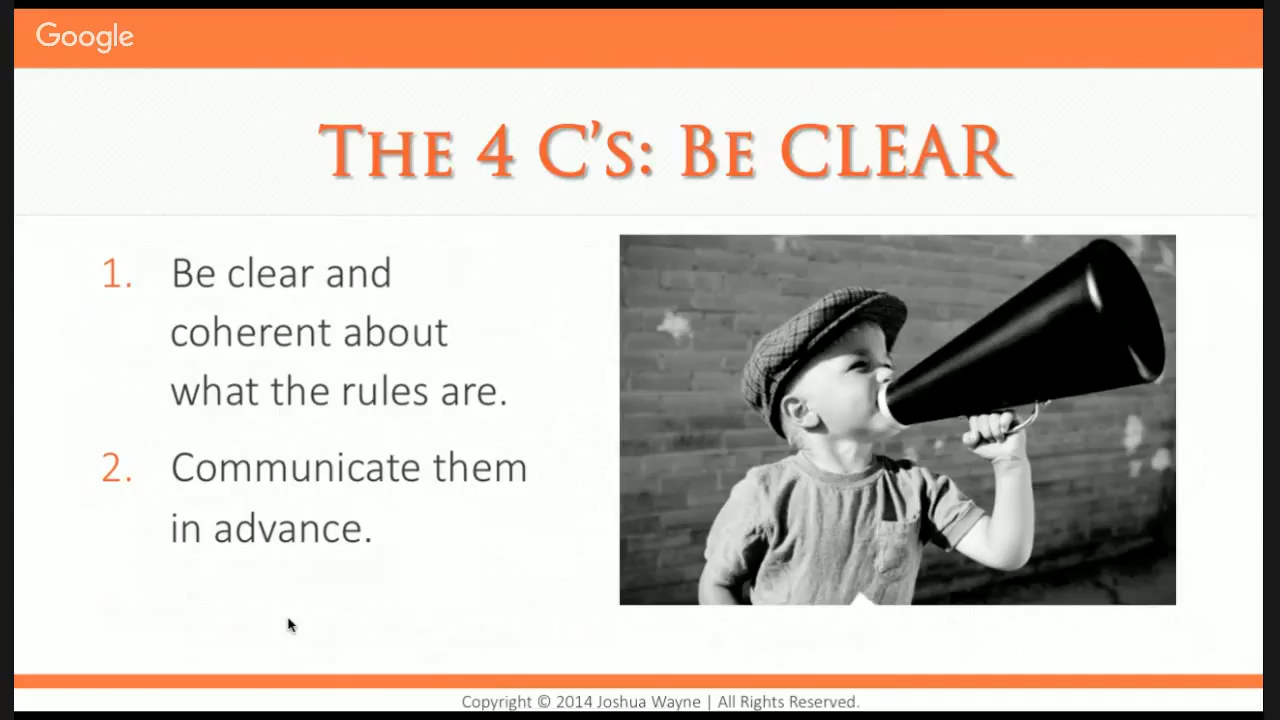 Google
The 4 C's: Be CLEAR
1. Be clear and
coherent about
what the rules are.
2. Communicate them
in advance.
Copyright © 2014 Joshua Wayne | All Rights Reserved.